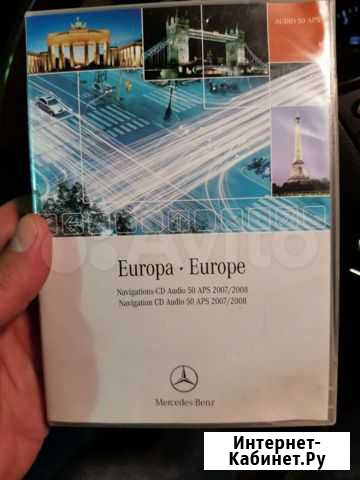 AUDIO 50 APS
Avito
Europa · Europe
Navigations CD Audio 50 APS 2007/2008
Navigation CD Audio 50 APS 2007/2008
Mercedes-Benz
Интернет-
Кабинет.Ру